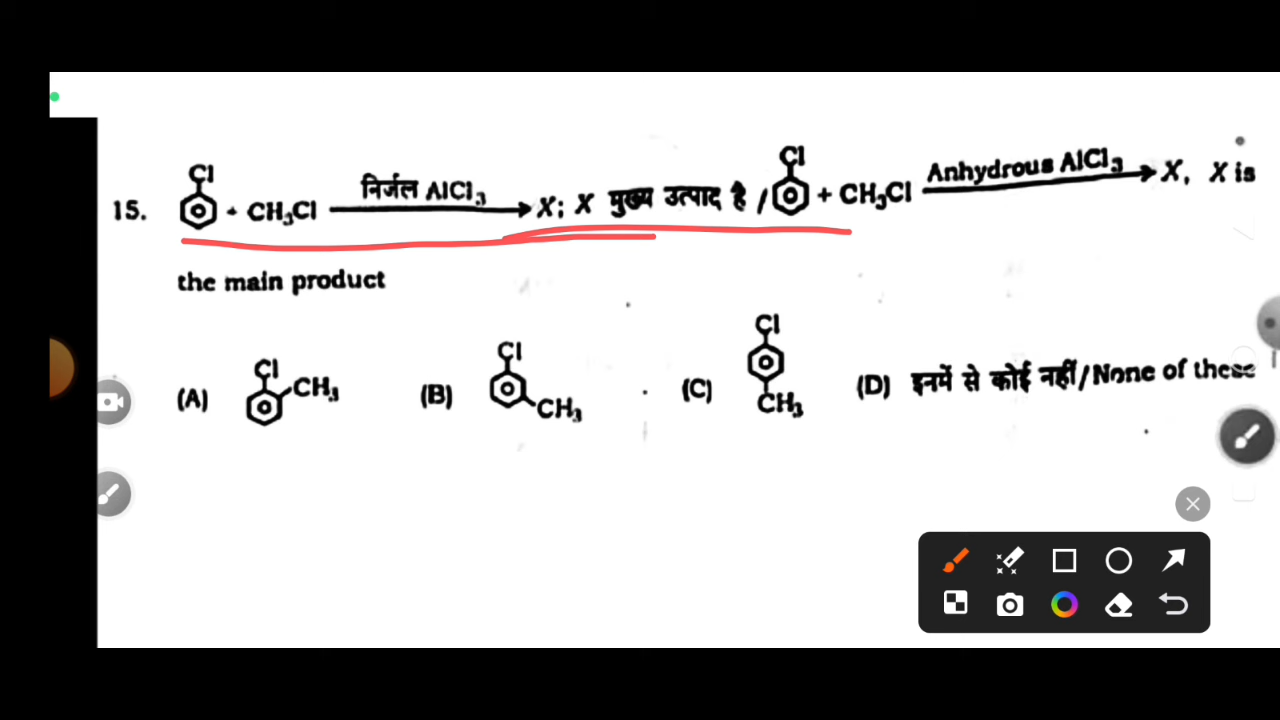 15. Cl + CH₃Cl निर्जल AlCl₃ X; X मुख्य उत्पाद है / Cl + CH₃Cl Anhydrous AlCl₃ X, X is
the main product
(A) Cl CH₃ (B) Cl CH₃ (C) Cl CH₃ (D) इनमें से कोई नहीं/None of these